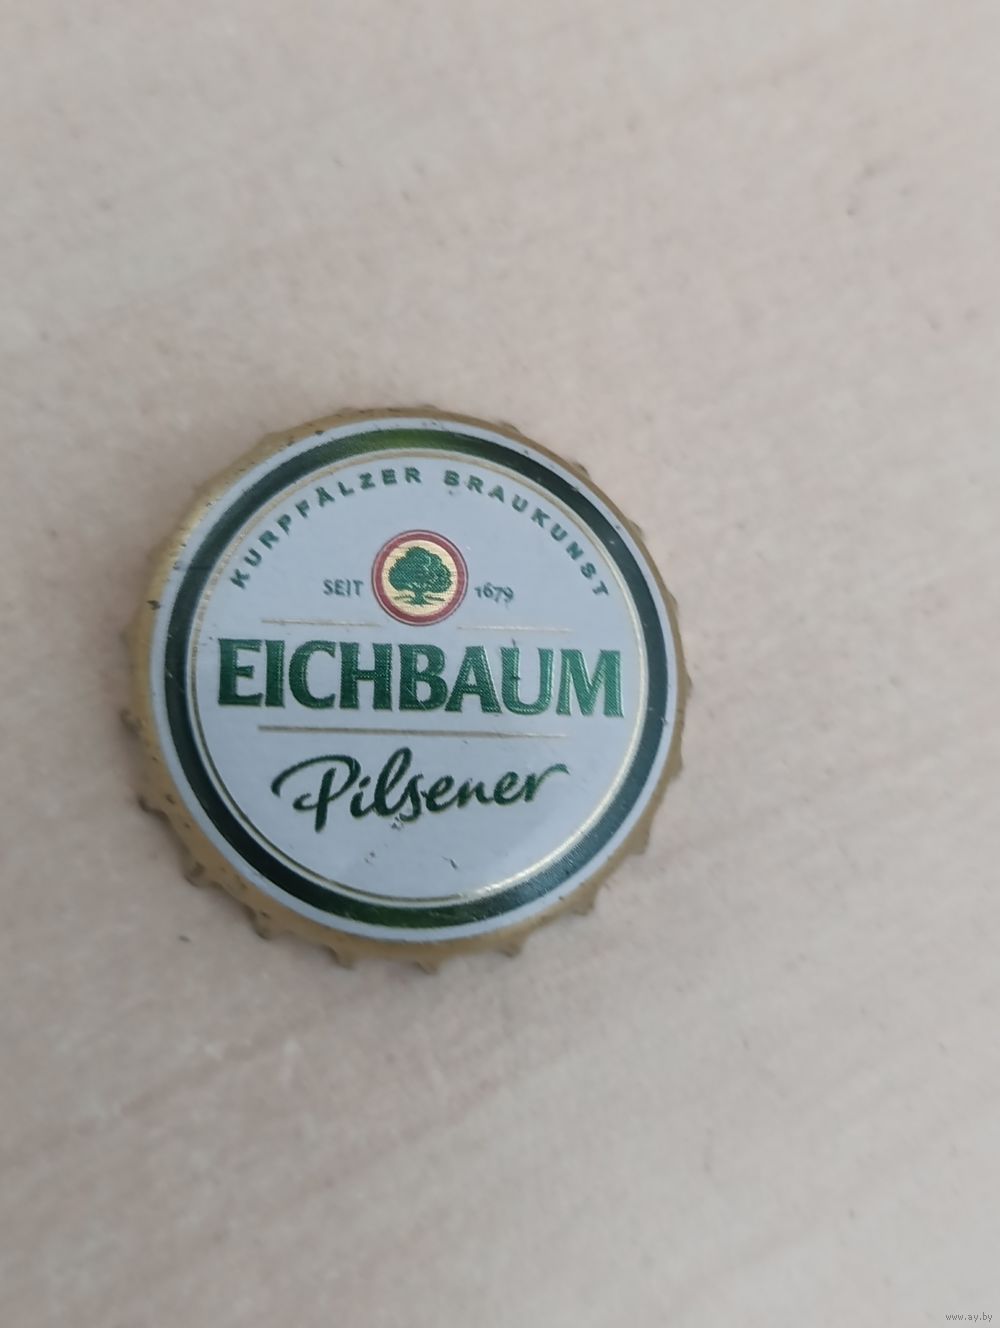 KURPFÄLZER BRAUKUNST
SEIT 1679
EICHBAUM
Pilsener
www.ay.by